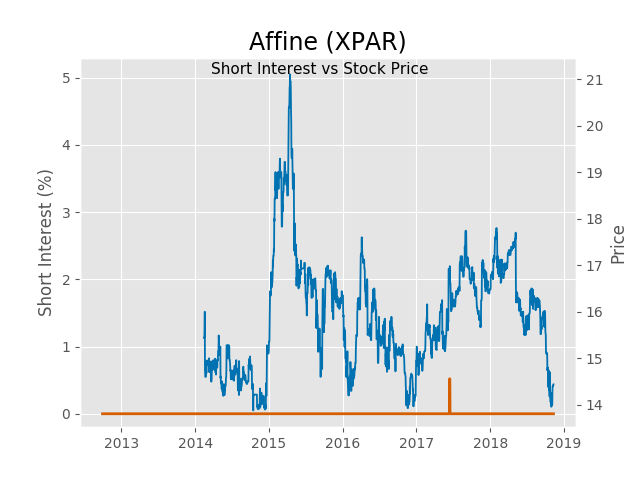 Affine (XPAR)
Short Interest vs Stock Price
Short Interest (%)
5
4
3
2
1
0
21
20
19
18
17
16
15
14
Price
2013 2014 2015 2016 2017 2018 2019